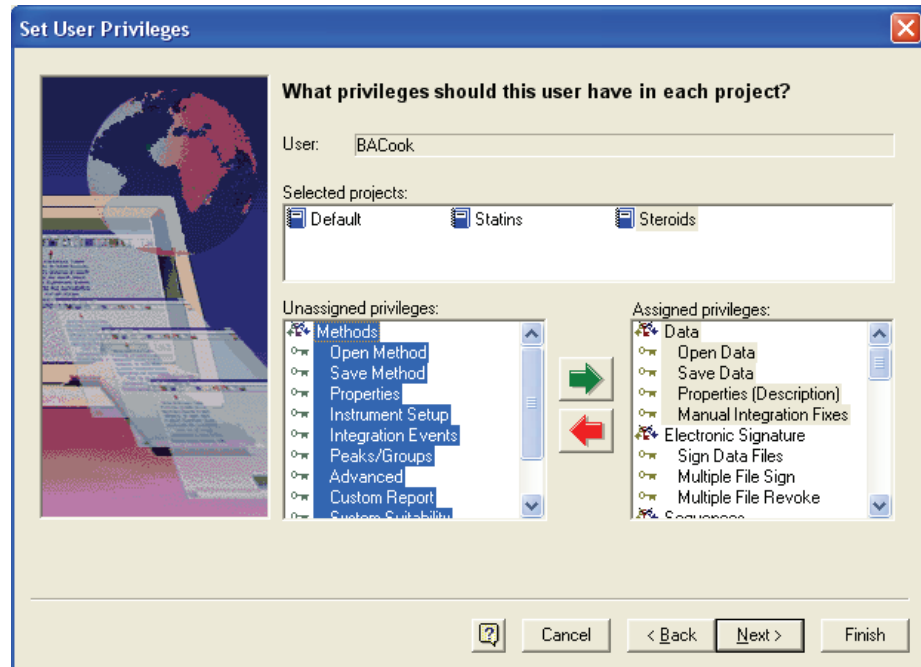 Set User Privileges
What privileges should this user have in each project?
User: BACook
Selected projects:
Default Statins Steroids
Unassigned privileges:
Methods
Open Method
Save Method
Properties
Instrument Setup
Integration Events
Peaks/Groups
Advanced
Custom Report
System Suitability
Assigned privileges:
Data
Open Data
Save Data
Properties (Description)
Manual Integration Fixes
Electronic Signature
Sign Data Files
Multiple File Sign
Multiple File Revoke
Sequences
Cancel < Back Next > Finish